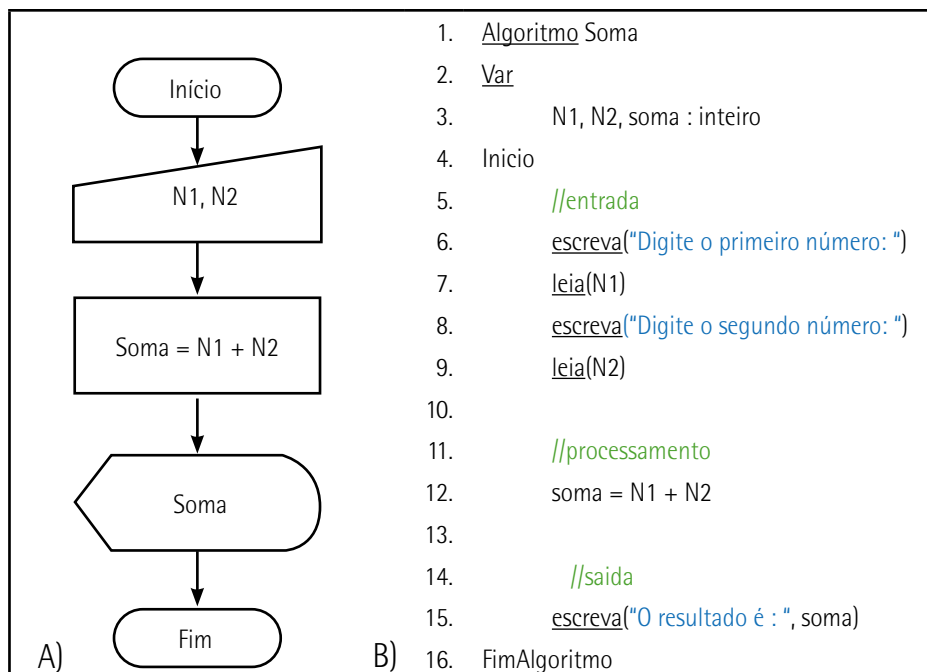 Início
N1, N2
Soma = N1 + N2
Soma
Fim
A)
1. Algoritmo Soma
2. Var
3. N1, N2, soma : inteiro
4. Inicio
5. //entrada
6. escreva("Digite o primeiro número: “)
7. leia(N1)
8. escreva("Digite o segundo número: “)
9. leia(N2)
10.
11. //processamento
12. soma = N1 + N2
13.
14. //saida
15. escreva("O resultado é : “, soma)
B) 16. FimAlgoritmo